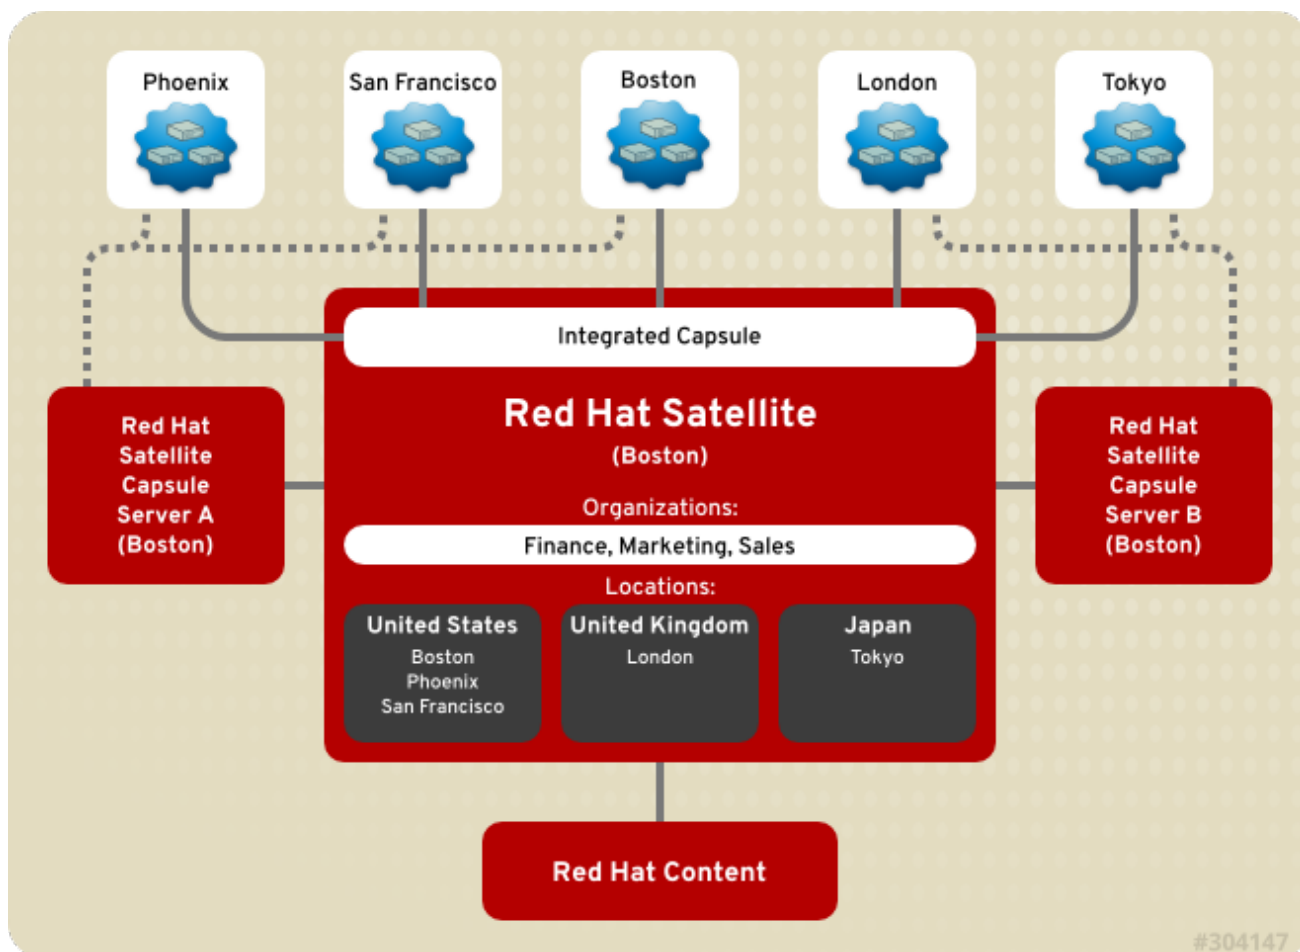 Phoenix
San Francisco
Boston
London
Tokyo
Integrated Capsule
Red Hat Satellite
(Boston)
Red Hat
Satellite
Capsule
Server A
(Boston)
Red Hat
Satellite
Capsule
Server B
(Boston)
Organizations:
Finance, Marketing, Sales
Locations:
United States
Boston
Phoenix
San Francisco
United Kingdom
London
Japan
Tokyo
Red Hat Content
#304147